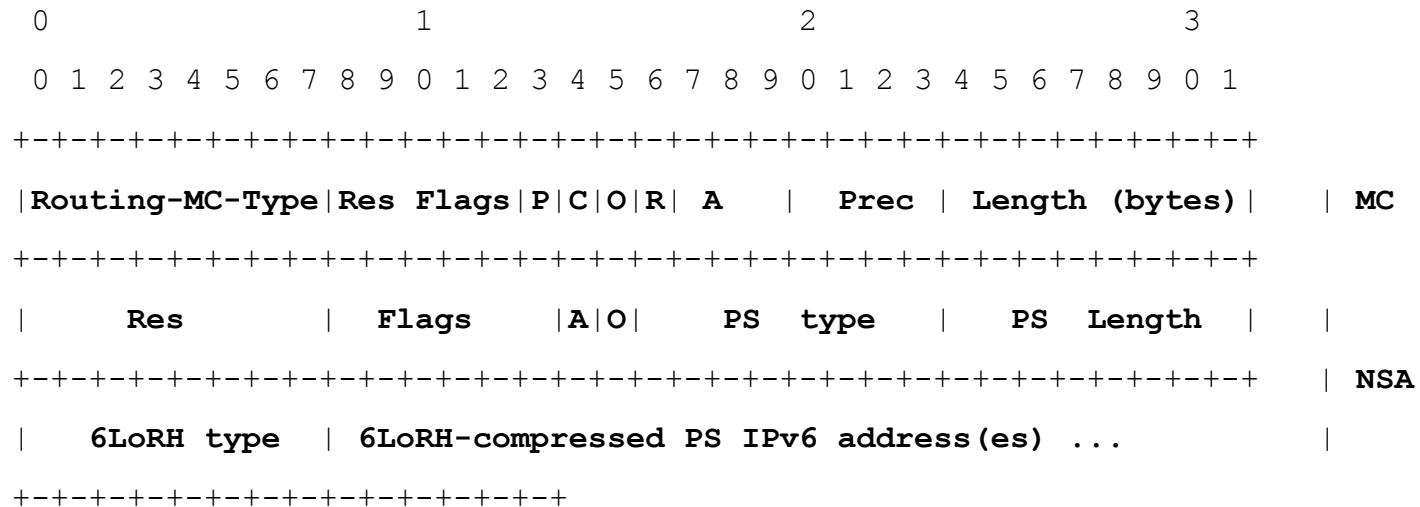 0                   1                   2                   3
0 1 2 3 4 5 6 7 8 9 0 1 2 3 4 5 6 7 8 9 0 1 2 3 4 5 6 7 8 9 0 1
+-+-+-+-+-+-+-+-+-+-+-+-+-+-+-+-+-+-+-+-+-+-+-+-+-+-+-+-+-+-+-+-+
|Routing-MC-Type|Res Flags|P|C|O|R| A   |  Prec | Length (bytes)|   | MC
+-+-+-+-+-+-+-+-+-+-+-+-+-+-+-+-+-+-+-+-+-+-+-+-+-+-+-+-+-+-+-+-+
|     Res       |  Flags    |A|O|    PS  type   |   PS  Length  |   |
+-+-+-+-+-+-+-+-+-+-+-+-+-+-+-+-+-+-+-+-+-+-+-+-+-+-+-+-+-+-+-+-+   | NSA
|   6LoRH type  | 6LoRH-compressed PS IPv6 address(es) ...          |
+-+-+-+-+-+-+-+-+-+-+-+-+-+-+